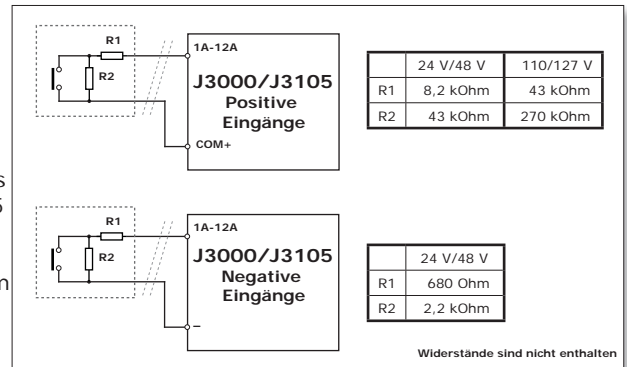 R1
R2
1A-12A
J3000/J3105
Positive
Eingänge
COM+
24 V/48 V 110/127 V
R1 8,2 kOhm 43 kOhm
R2 43 kOhm 270 kOhm
s
R1
R2
1A-12A
J3000/J3105
Negative
Eingänge
–
24 V/48 V
R1 680 Ohm
R2 2,2 kOhm
n
Widerstände sind nicht enthalten